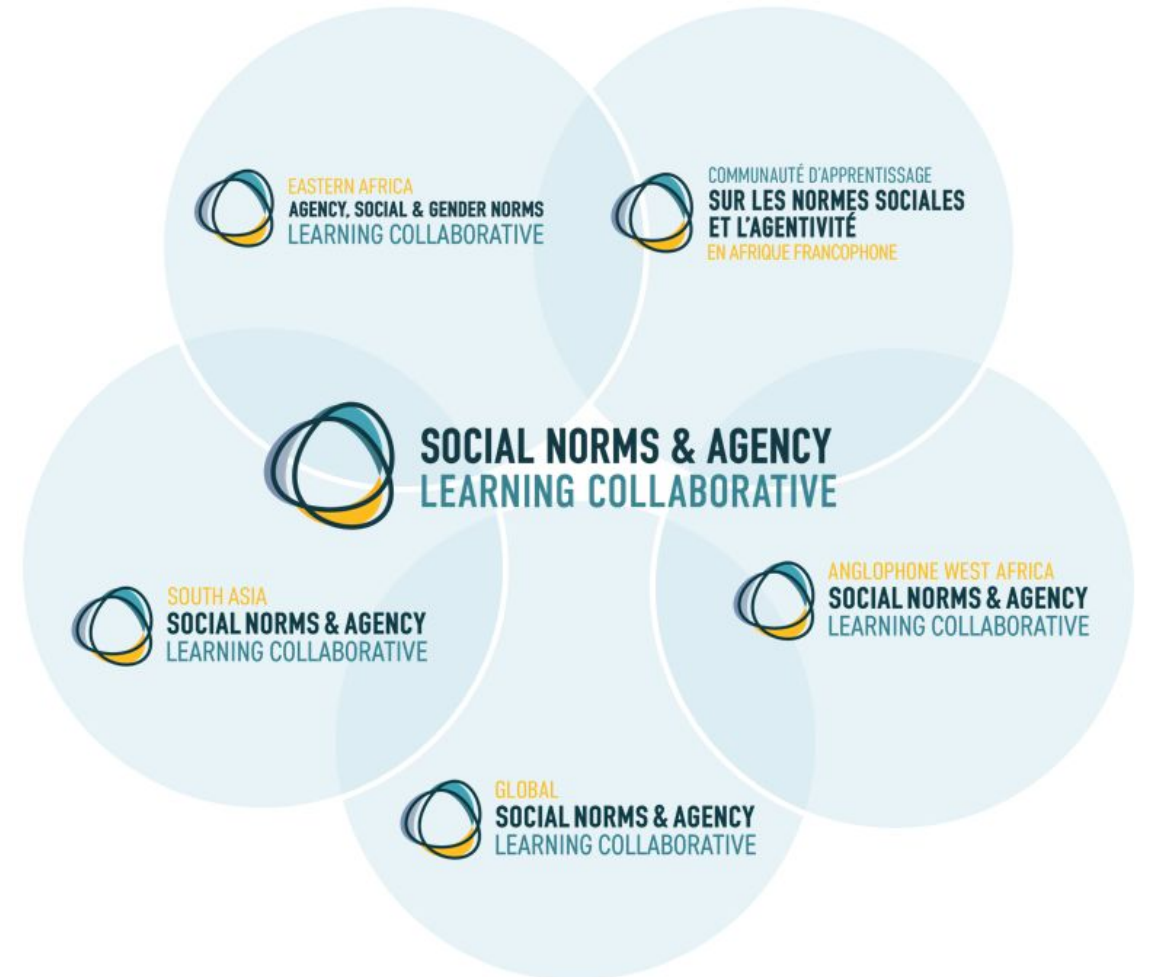 EASTERN AFRICA
AGENCY, SOCIAL & GENDER NORMS
LEARNING COLLABORATIVE
COMMUNAUTÉ D'APPRENTISSAGE
SUR LES NORMES SOCIALES
ET L'AGENTIVITÉ
EN AFRIQUE FRANCOPHONE
SOCIAL NORMS & AGENCY
LEARNING COLLABORATIVE
SOUTH ASIA
SOCIAL NORMS & AGENCY
LEARNING COLLABORATIVE
ANGLOPHONE WEST AFRICA
SOCIAL NORMS & AGENCY
LEARNING COLLABORATIVE
GLOBAL
SOCIAL NORMS & AGENCY
LEARNING COLLABORATIVE